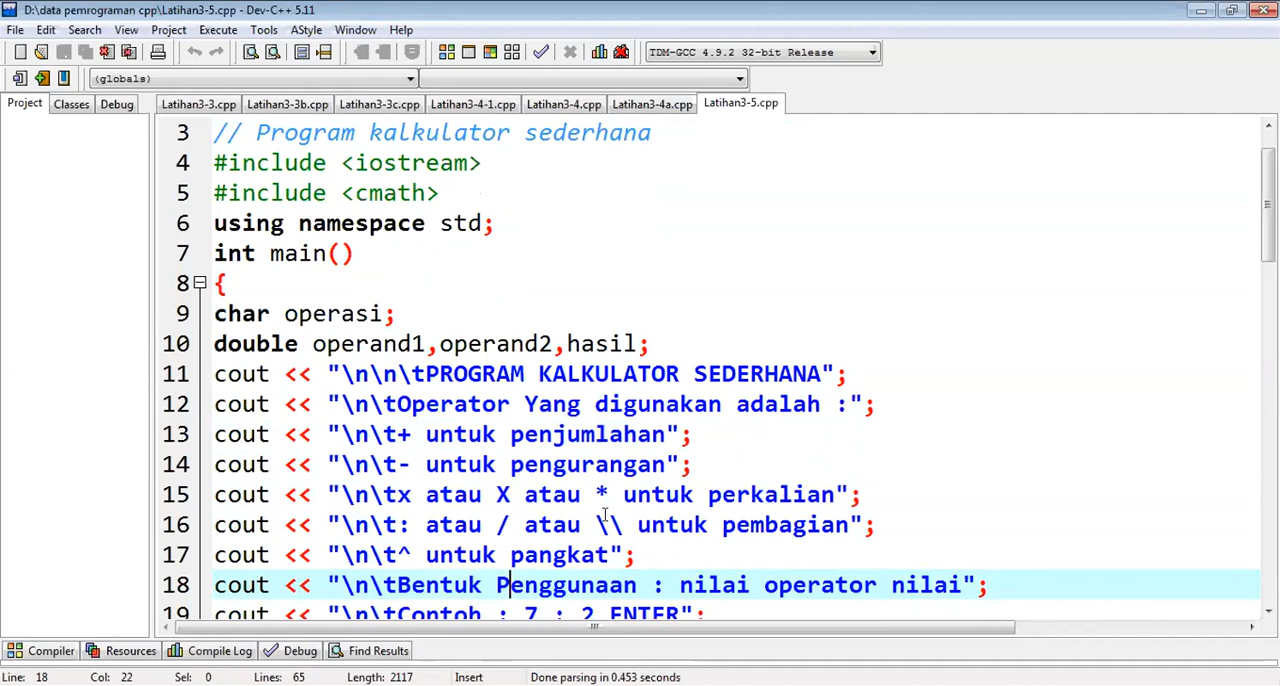 D:\data pemrograman cpp\Latihan3-5.cpp - Dev-C++ 5.11
File Edit Search View Project Execute Tools AStyle Window Help
TDM-GCC 4.9.2 32-bit Release
(globals)
Project Classes Debug Latihan3-3.cpp Latihan3-3b.cpp Latihan3-3c.cpp Latihan3-4-1.cpp Latihan3-4.cpp Latihan3-4a.cpp Latihan3-5.cpp
3 // Program kalkulator sederhana
4 #include <iostream>
5 #include <cmath>
6 using namespace std;
7 int main()
8 {
9 char operasi;
10 double operand1,operand2,hasil;
11 cout << "\n\n\tPROGRAM KALKULATOR SEDERHANA";
12 cout << "\n\tOperator Yang digunakan adalah :";
13 cout << "\n\t+ untuk penjumlahan";
14 cout << "\n\t- untuk pengurangan";
15 cout << "\n\tx atau X atau * untuk perkalian";
16 cout << "\n\t: atau / atau \\ untuk pembagian";
17 cout << "\n\t^ untuk pangkat";
18 cout << "\n\tBentuk Penggunaan : nilai operator nilai";
19 cout << "\n\tContoh : 7 : 2 ENTER";
Compiler Resources Compile Log Debug Find Results
Line: 18 Col: 22 Sel: 0 Lines: 65 Length: 2117 Insert Done parsing in 0.453 seconds